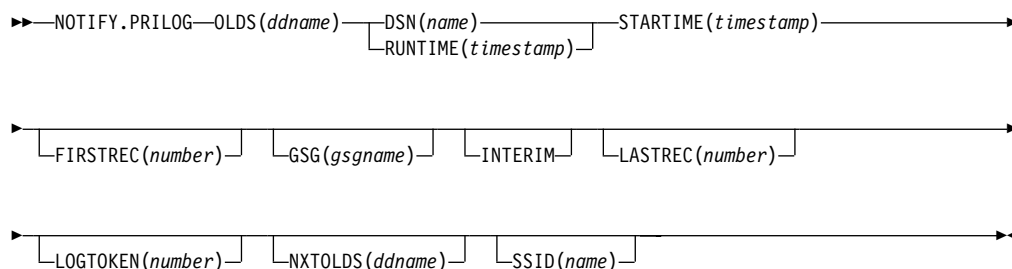 NOTIFY.PRILOG OLDS(ddname) DSN(name) STARTIME(timestamp)
RUNTIME(timestamp)
FIRSTREC(number) GSG(gsgname) INTERIM LASTREC(number)
LOGTOKEN(number) NXTOLDS(ddname) SSID(name)